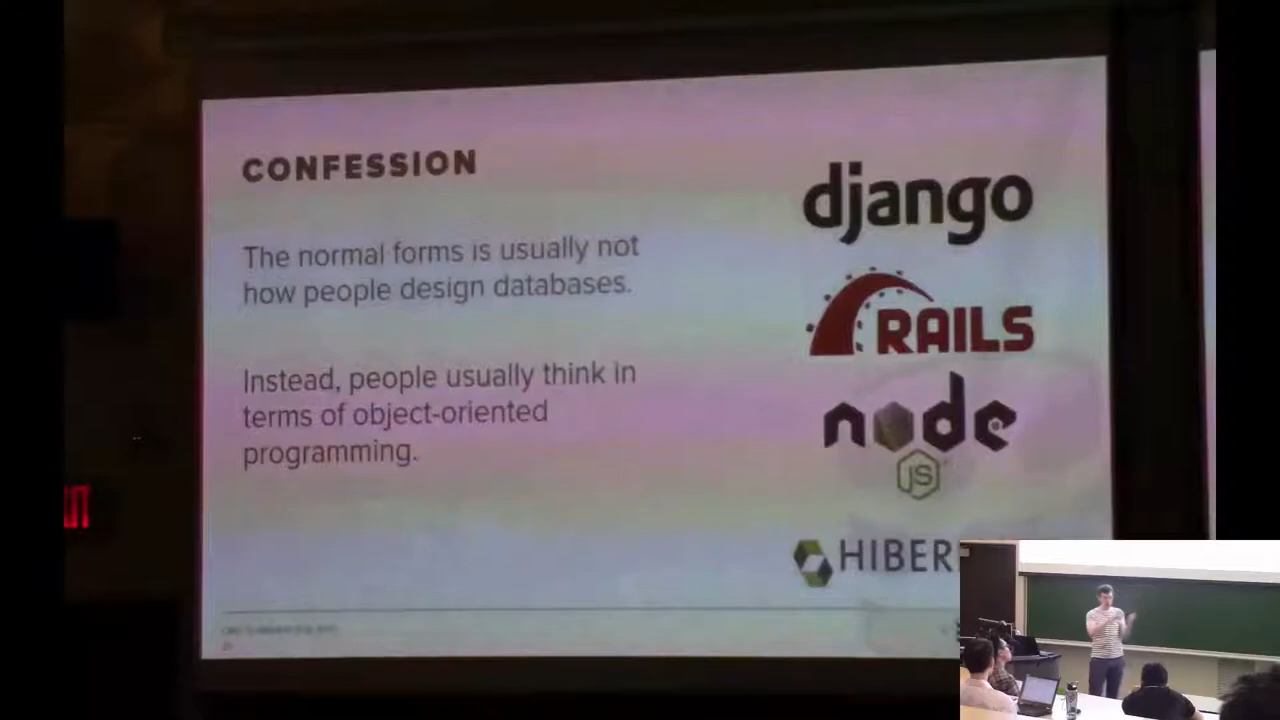 CONFESSION
The normal forms is usually not
how people design databases.
Instead, people usually think in
terms of object-oriented
programming.
django
RAILS
node
JS
HIBER